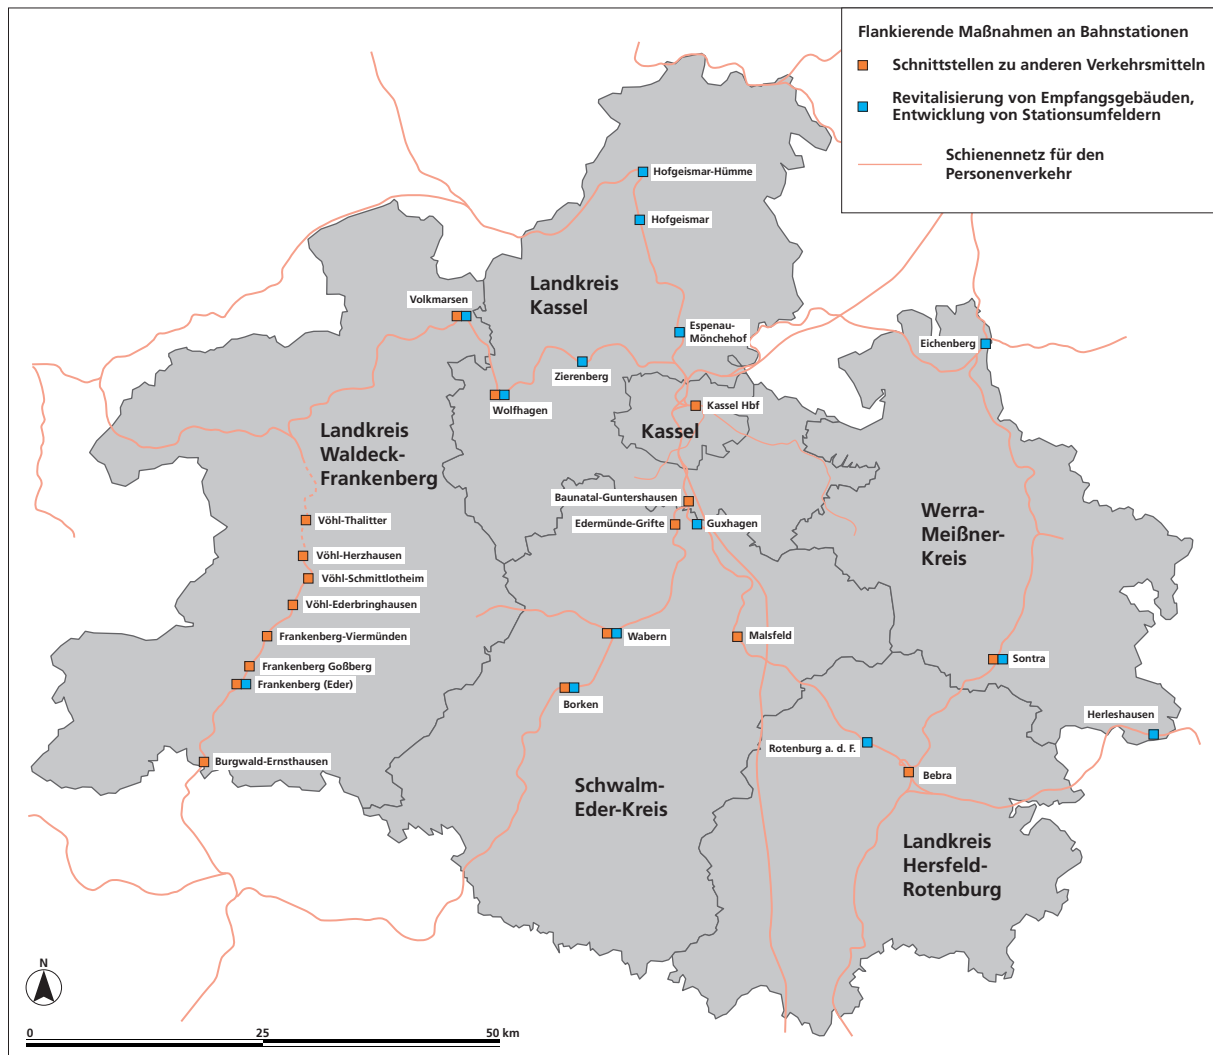 Flankierende Maßnahmen an Bahnstationen
Schnittstellen zu anderen Verkehrsmitteln
Revitalisierung von Empfangsgebäuden,
Entwicklung von Stationsumfeldern
Schienennetz für den
Personenverkehr
Hofgeismar-Hümme
Hofgeismar
Landkreis
Kassel
Volkmarsen
Espenau-
Mönchehof
Eichenberg
Zierenberg
Wolfhagen
Kassel Hbf
Kassel
Landkreis
Waldeck-
Frankenberg
Baunatal-Guntershausen
Edermünde-Grifte
Guxhagen
Werra-
Meißner-
Kreis
Vöhl-Thalitter
Vöhl-Herzhausen
Vöhl-Schmittlotheim
Vöhl-Ederbringhausen
Frankenberg-Viermünden
Wabern
Malsfeld
Frankenberg Goßberg
Frankenberg (Eder)
Sontra
Borken
Herleshausen
Rotenburg a. d. F.
Burgwald-Ernsthausen
Bebra
Schwalm-
Eder-Kreis
Landkreis
Hersfeld-
Rotenburg
N
0
25
50 km